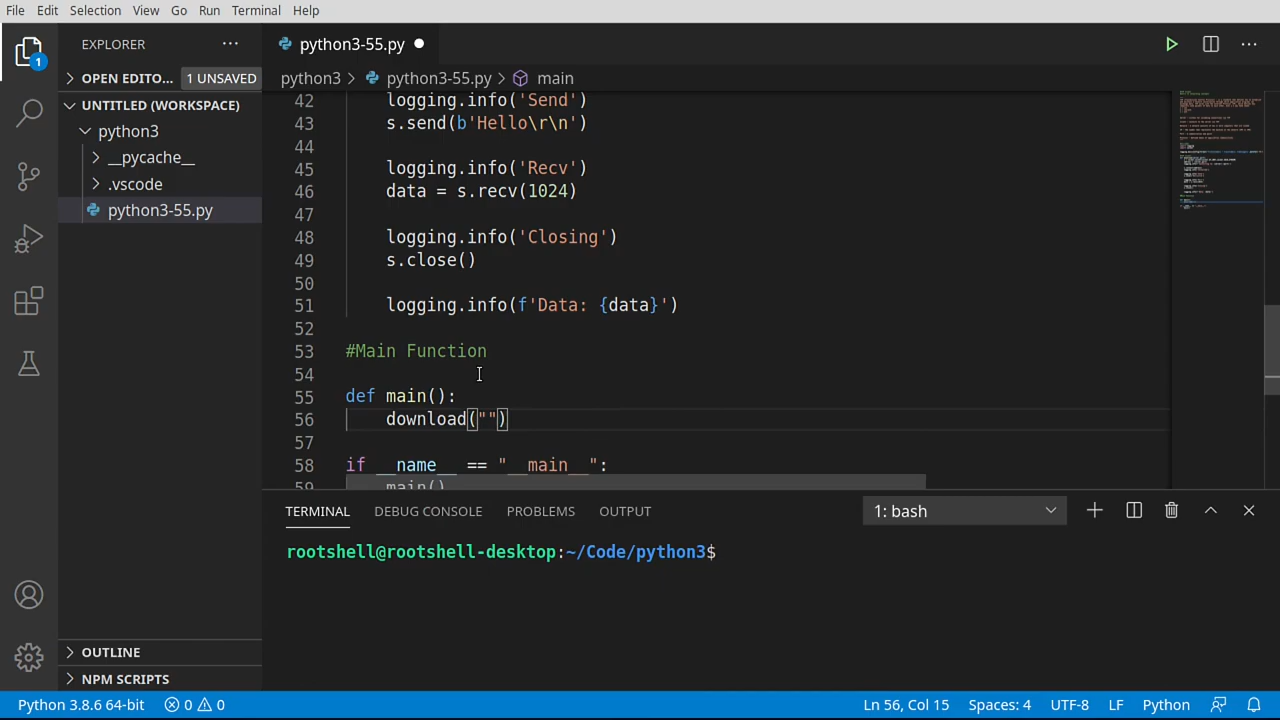 File Edit Selection View Go Run Terminal Help
EXPLORER
python3-55.py
1
OPEN EDITO... 1 UNSAVED
python3 > python3-55.py > main
UNTITLED (WORKSPACE)
python3
__pycache__
.vscode
python3-55.py
42 logging.info('Send')
43 s.send(b'Hello\r\n')
44
45 logging.info('Recv')
46 data = s.recv(1024)
47
48 logging.info('Closing')
49 s.close()
50
51 logging.info(f'Data: {data}')
52
53 #Main Function
54
55 def main():
56 download("")
57
58 if __name__ == "__main__":
59 main()
TERMINAL DEBUG CONSOLE PROBLEMS OUTPUT 1: bash
rootshell@rootshell-desktop:~/Code/python3$
OUTLINE
NPM SCRIPTS
Python 3.8.6 64-bit 0 0 Ln 56, Col 15 Spaces: 4 UTF-8 LF Python